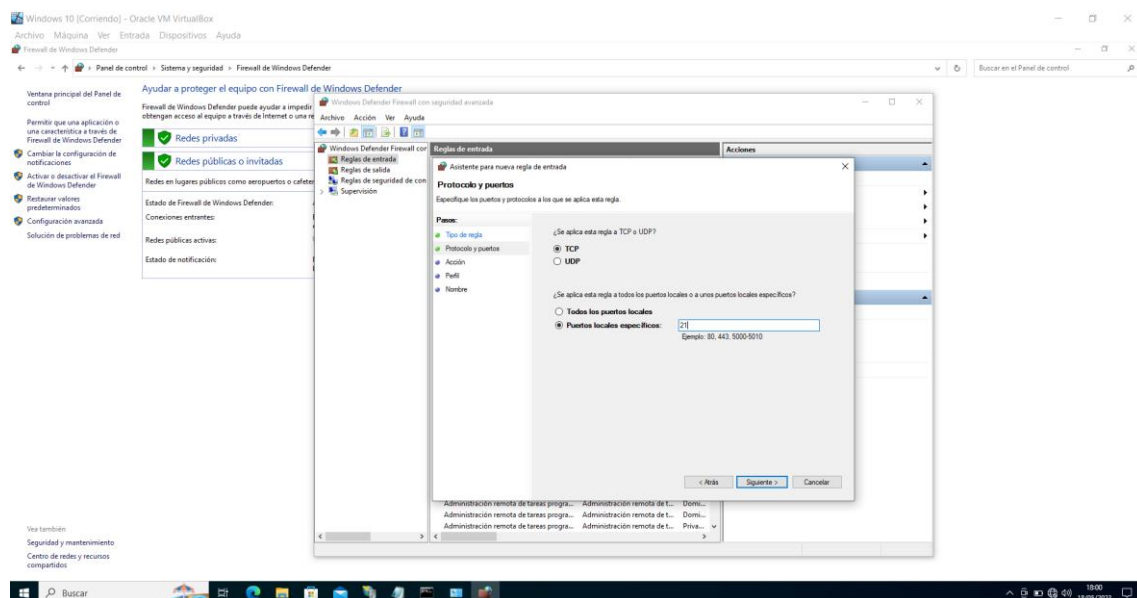 Windows 10 [Corriendo] - Oracle VM VirtualBox
Archivo Máquina Ver Entrada Dispositivos Ayuda
Firewall de Windows Defender
Panel de control Sistema y seguridad Firewall de Windows Defender
Buscar en el Panel de control
Ventana principal del Panel de control
Permitir que una aplicación o una característica a través de Firewall de Windows Defender
Cambiar la configuración de notificaciones
Activar o desactivar el Firewall de Windows Defender
Restaurar valores predeterminados
Configuración avanzada
Solución de problemas de red
Ayudar a proteger el equipo con Firewall de Windows Defender
Firewall de Windows Defender puede ayudar a impedir
obtengan acceso al equipo a través de Internet o una re
Redes privadas
Redes públicas o invitadas
Redes en lugares públicos como aeropuertos o cafeter
Estado de Firewall de Windows Defender:
Conexiones entrantes:
Redes públicas activas:
Estado de notificación:
Windows Defender Firewall con seguridad avanzada
Archivo Acción Ver Ayuda
Windows Defender Firewall cor
Reglas de entrada
Reglas de salida
Reglas de seguridad de con
Supervisión
Reglas de entrada
Acciones
Asistente para nueva regla de entrada
Protocolo y puertos
Especifique los puertos y protocolos a los que se aplica esta regla.
Pasos:
Tipo de regla
Protocolo y puertos
Acción
Perfil
Nombre
¿Se aplica esta regla a TCP o UDP?
TCP
UDP
¿Se aplica esta regla a todos los puertos locales o a unos puertos locales específicos?
Todos los puertos locales
Puertos locales específicos: 21
Ejemplo: 80, 443, 5000-5010
< Atrás Siguiente > Cancelar
Administración remota de tareas progra... Administración remota de t... Domi...
Administración remota de tareas progra... Administración remota de t... Domi...
Administración remota de tareas progra... Administración remota de t... Priva...
Vea también
Seguridad y mantenimiento
Centro de redes y recursos compartidos
Buscar
18:00